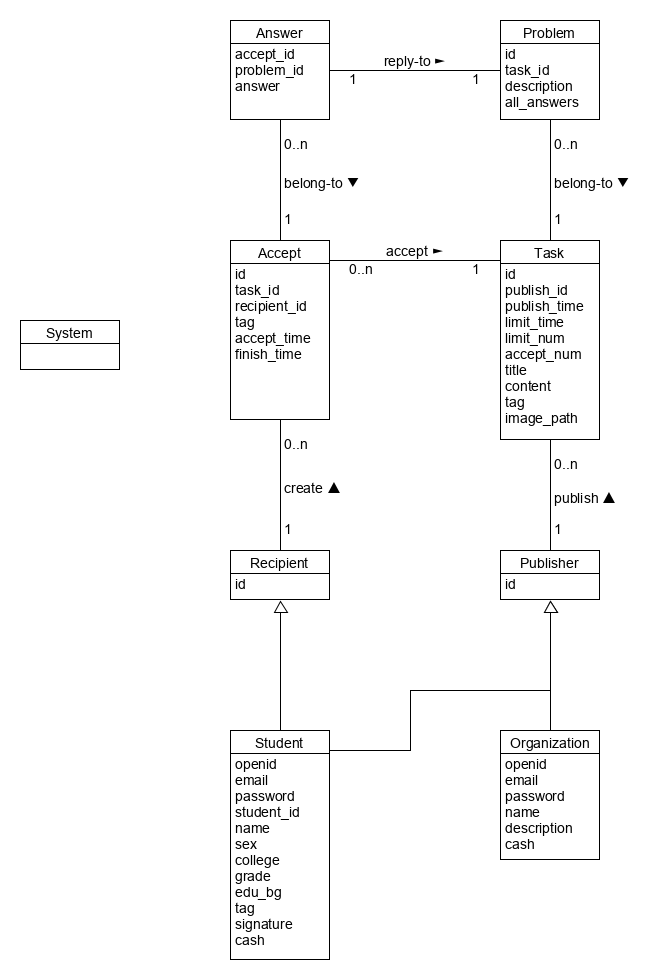 Answer
accept_id
problem_id
answer
reply-to ►
1
1
Problem
id
task_id
description
all_answers
0..n
belong-to ▼
1
0..n
belong-to ▼
1
Accept
id
task_id
recipient_id
tag
accept_time
finish_time
accept ►
0..n
1
Task
id
publish_id
publish_time
limit_time
limit_num
accept_num
title
content
tag
image_path
System
0..n
create ▲
1
0..n
publish ▲
1
Recipient
id
Publisher
id
Student
openid
email
password
student_id
name
sex
college
grade
edu_bg
tag
signature
cash
Organization
openid
email
password
name
description
cash